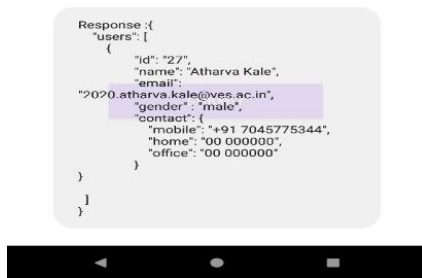 Response :{
"users": [
{
"id": "27",
"name": "Atharva Kale",
"email":
"2020.atharva.kale@ves.ac.in",
"gender" : "male",
"contact": {
"mobile": "+91 7045775344",
"home": "00 000000",
"office": "00 000000"
}
}
]
}